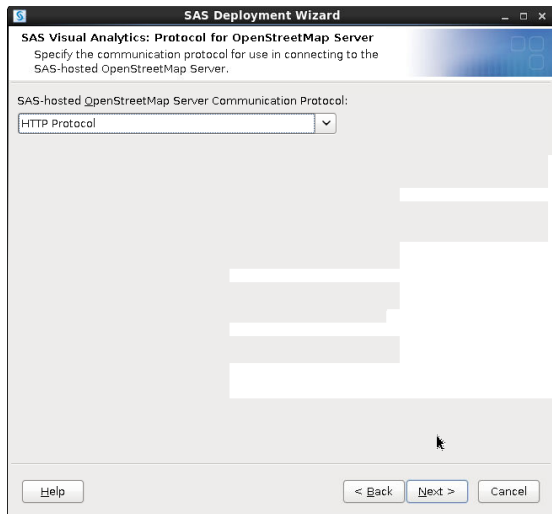 SAS Deployment Wizard
SAS Visual Analytics: Protocol for OpenStreetMap Server
Specify the communication protocol for use in connecting to the
SAS-hosted OpenStreetMap Server.
SAS-hosted OpenStreetMap Server Communication Protocol:
HTTP Protocol
Help
< Back
Next >
Cancel